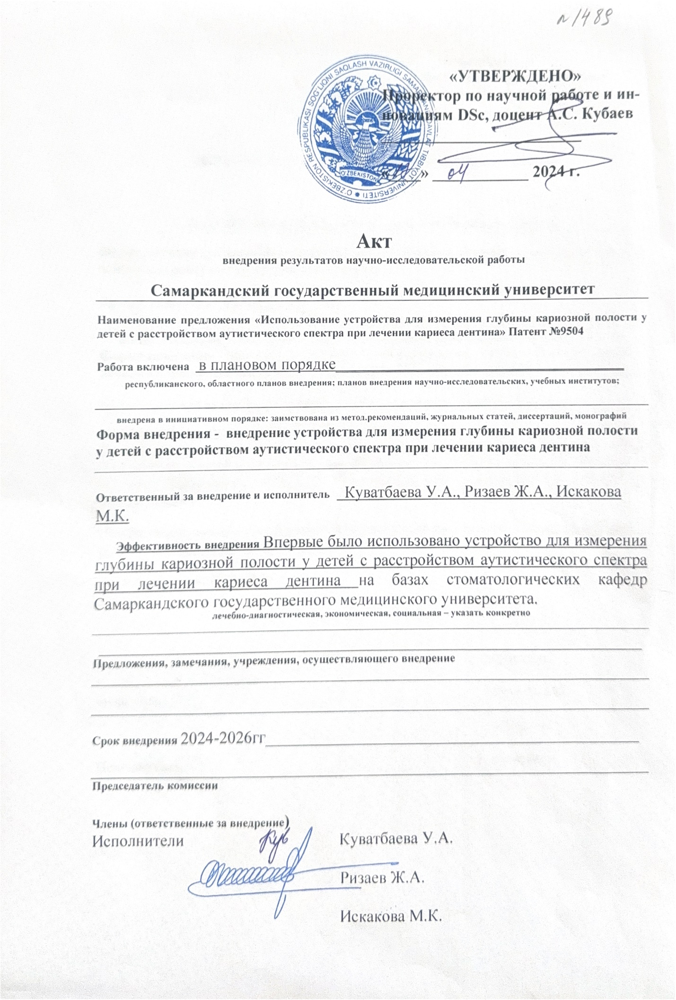 №1489
«УТВЕРЖДЕНО»
Проректор по научной работе и ин-
новациям DSc, доцент А.С. Кубаев
O'ZBEKISTON RESPUBLIKASI SOG'LIQNI SAQLASH VAZIRLIGI SAMARQAND DAVLAT TIBBIYOT UNIVERSITETI
O'ZBEKISTON
« » 04 2024 г.
Акт
внедрения результатов научно-исследовательской работы
Самаркандский государственный медицинский университет
Наименование предложения «Использование устройства для измерения глубины кариозной полости у
детей с расстройством аутистического спектра при лечении кариеса дентина» Патент №9504
Работа включена в плановом порядке
республиканского, областного планов внедрения; планов внедрения научно-исследовательских, учебных институтов;
внедрена в инициативном порядке: заимствована из метод.рекомендаций, журнальных статей, диссертаций, монографий
Форма внедрения - внедрение устройства для измерения глубины кариозной полости
у детей с расстройством аутистического спектра при лечении кариеса дентина
Ответственный за внедрение и исполнитель Куватбаева У.А., Ризаев Ж.А., Искакова
М.К.
Эффективность внедрения Впервые было использовано устройство для измерения
глубины кариозной полости у детей с расстройством аутистического спектра
при лечении кариеса дентина на базах стоматологических кафедр
Самаркандского государственного медицинского университета.
лечебно-диагностическая, экономическая, социальная – указать конкретно
Предложения, замечания, учреждения, осуществляющего внедрение
Срок внедрения 2024-2026гг
Председатель комиссии
Члены (ответственные за внедрение)
Исполнители Куватбаева У.А.
Ризаев Ж.А.
Искакова М.К.